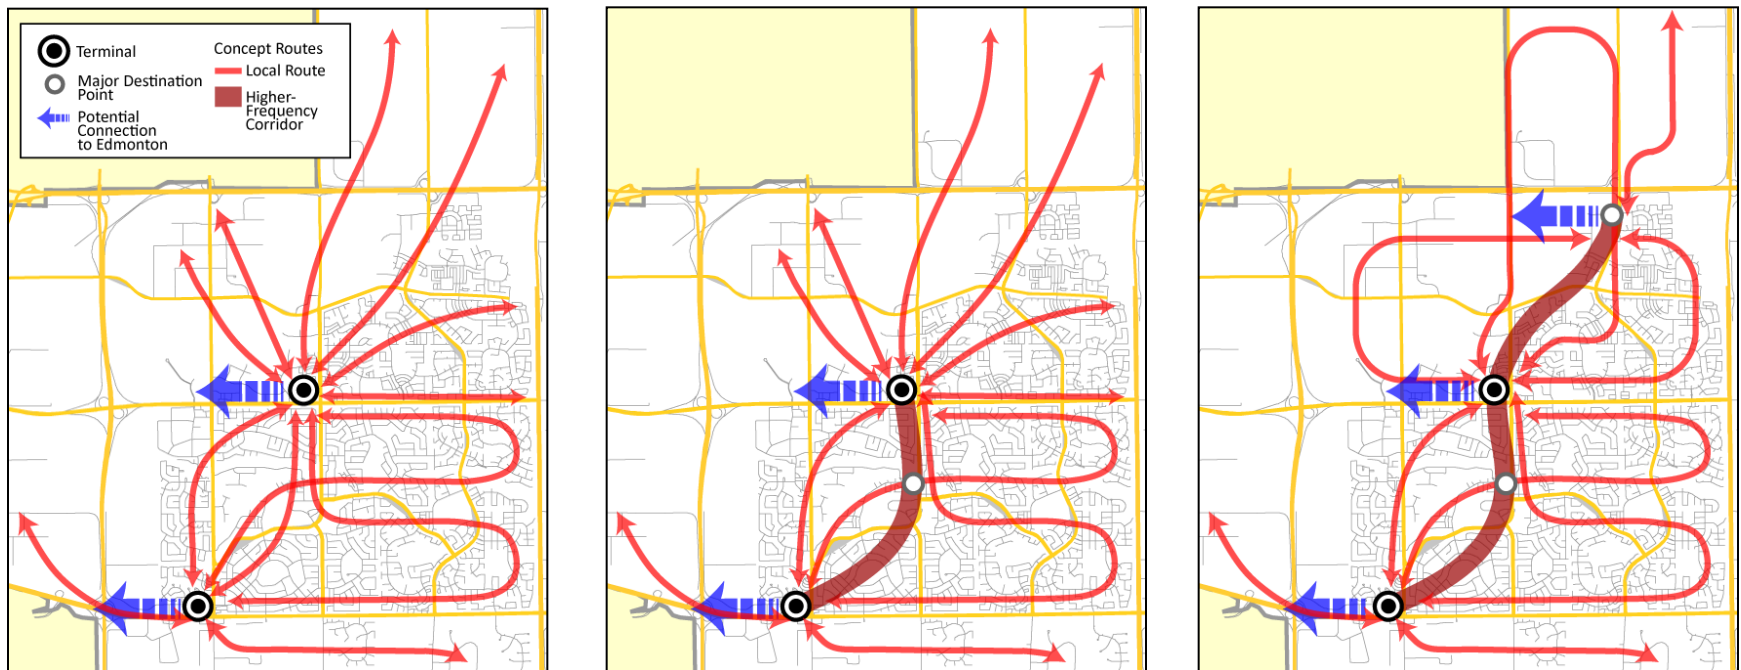 Terminal
Major Destination
Point
Potential
Connection
to Edmonton
Concept Routes
Local Route
Higher-
Frequency
Corridor